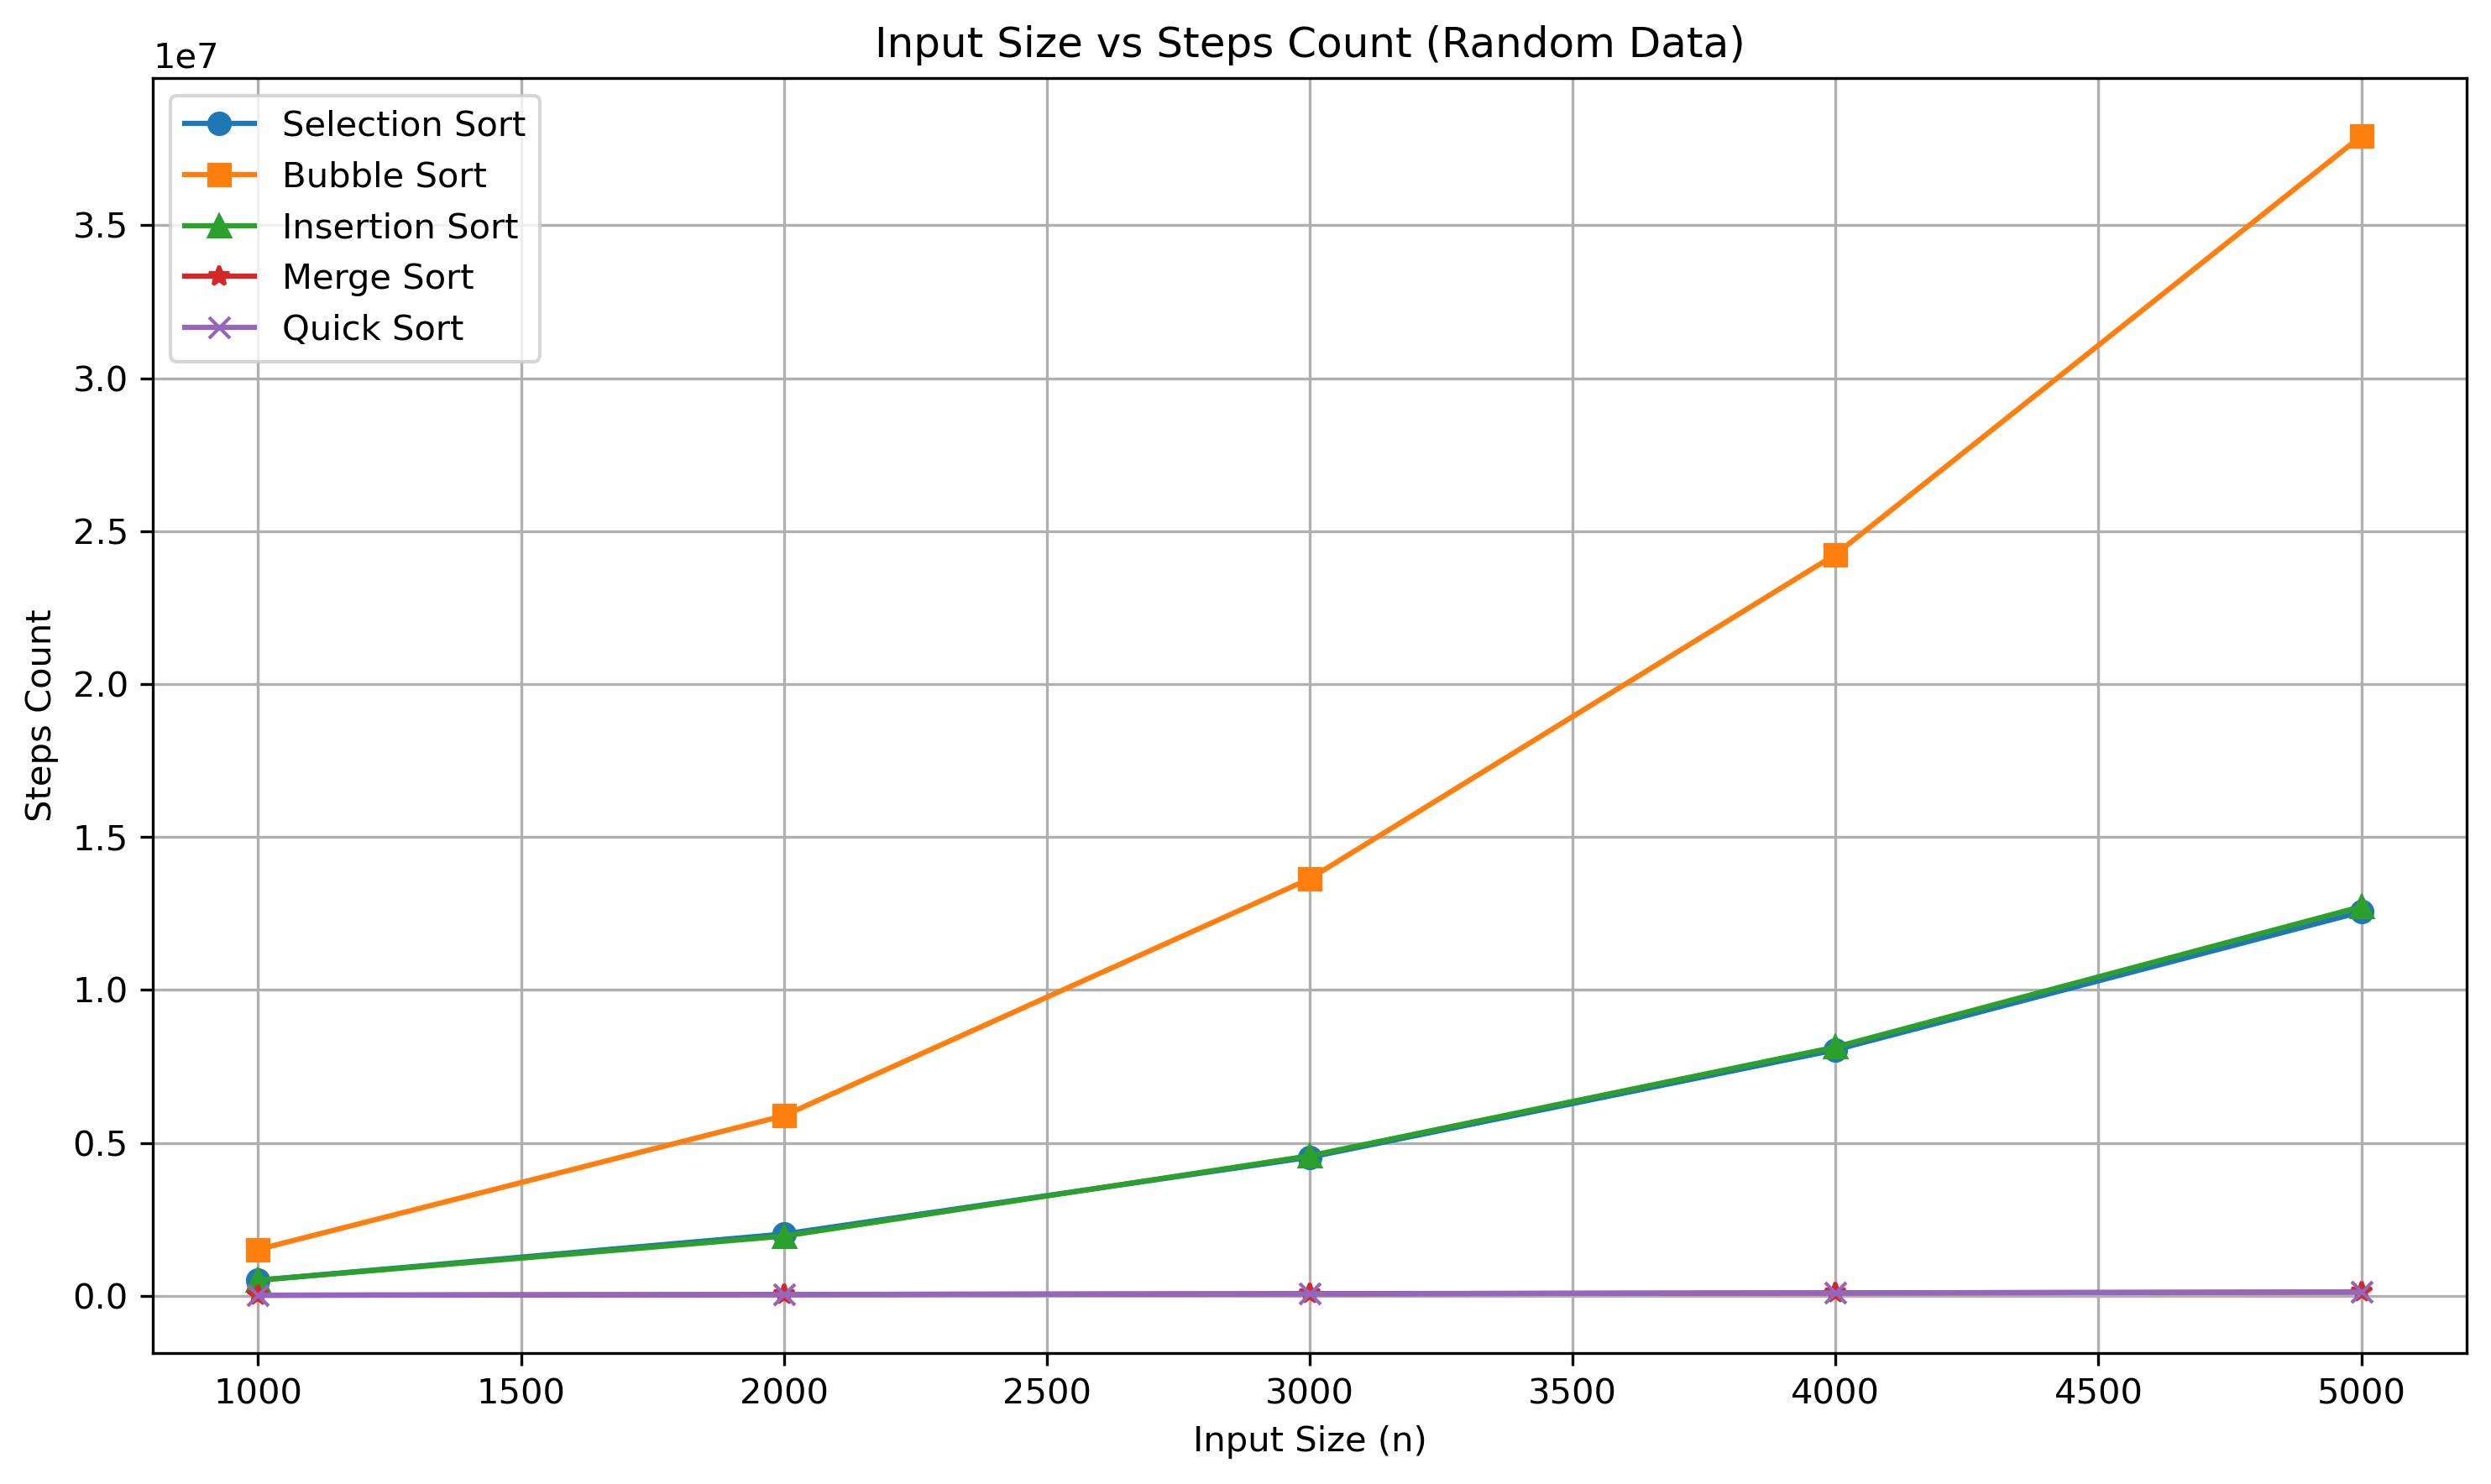 Input Size vs Steps Count (Random Data)
1e7
Selection Sort
Bubble Sort
Insertion Sort
Merge Sort
Quick Sort
3.5
3.0
2.5
2.0
1.5
1.0
0.5
0.0
Steps Count
1000 1500 2000 2500 3000 3500 4000 4500 5000
Input Size (n)